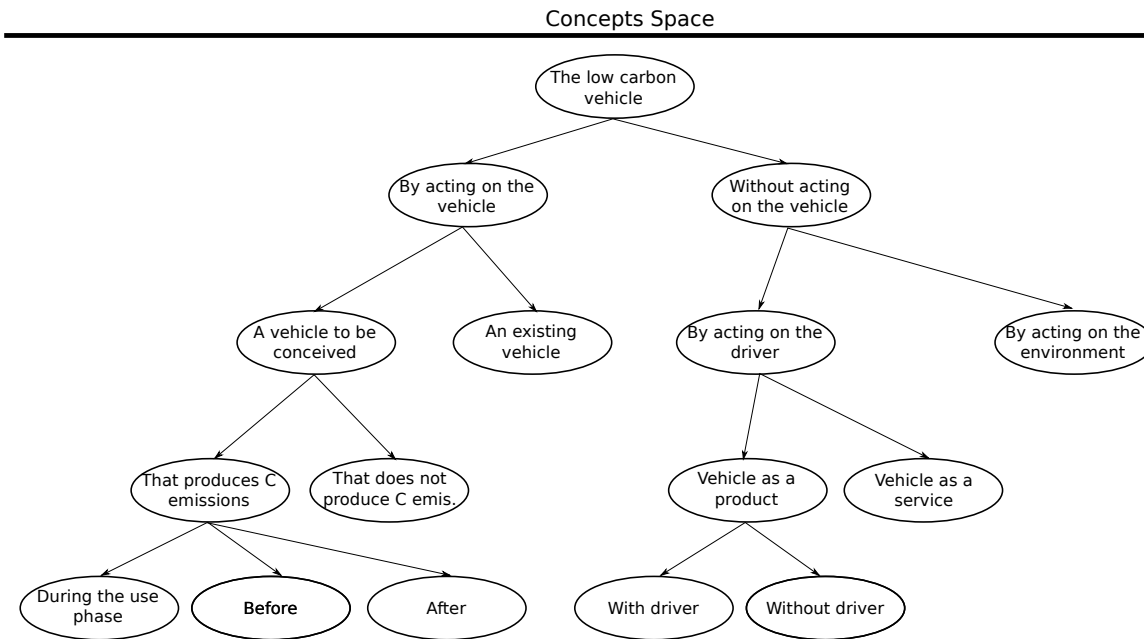 Concepts Space
The low carbon
vehicle
By acting on the
vehicle
Without acting
on the vehicle
A vehicle to be
conceived
An existing
vehicle
By acting on the
driver
By acting on the
environment
That produces C
emissions
That does not
produce C emis.
Vehicle as a
product
Vehicle as a
service
During the use
phase
Before
After
With driver
Without driver